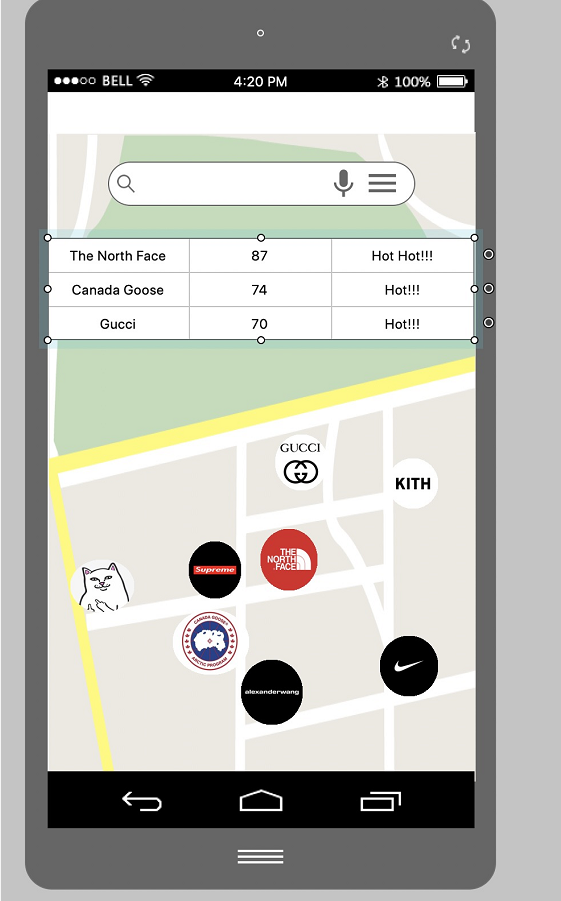 BELL 4:20 PM 100%
The North Face 87 Hot Hot!!!
Canada Goose 74 Hot!!!
Gucci 70 Hot!!!
GUCCI
KITH
THE
NORTH
FACE
Supreme
CANADA GOOSE
ARCTIC PROGRAM
alexanderwang